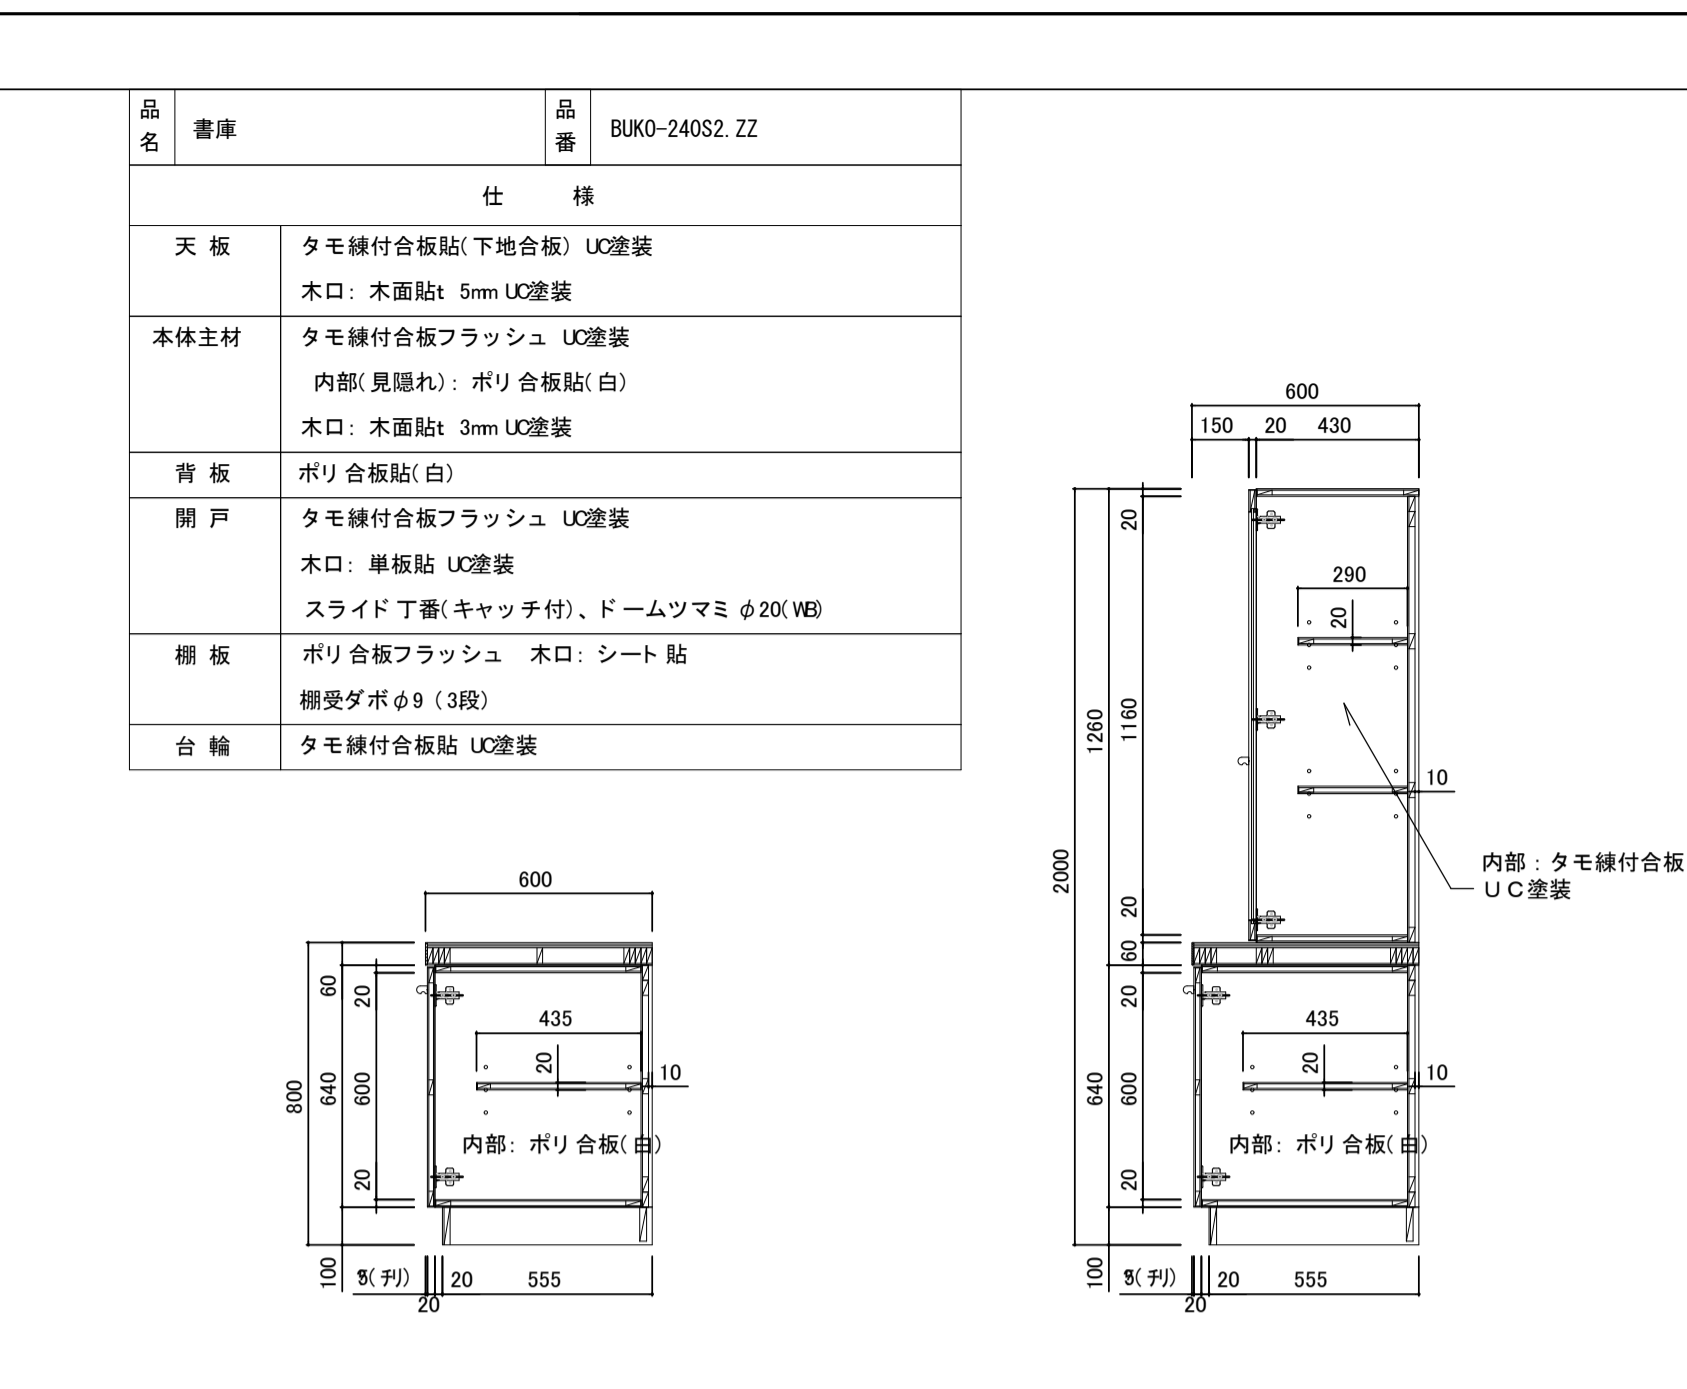 品名 書庫 品番 BUKO-240S2.ZZ
仕 様
天 板 タモ練付合板貼(下地合板) UC塗装
木口: 木面貼t 5mm UC塗装
本体主材 タモ練付合板フラッシュ UC塗装
内部(見隠れ): ポリ合板貼(白)
木口: 木面貼t 3mm UC塗装
背 板 ポリ合板貼(白)
開 戸 タモ練付合板フラッシュ UC塗装
木口: 単板貼 UC塗装
スライド丁番(キャッチ付)、ドームツマミφ20(WB)
棚 板 ポリ合板フラッシュ 木口: シート貼
棚受ダボφ9 (3段)
台 輪 タモ練付合板貼 UC塗装
600
800
60
640
100
20
600
20
435
20
10
内部: ポリ合板(白)
(チリ) 20 555
20
600
150 20 430
2000
1260
640
100
20
1160
20
60
20
600
20
290
20
10
内部：タモ練付合板
ＵＣ塗装
435
20
10
内部: ポリ合板(白)
(チリ) 20 555
20